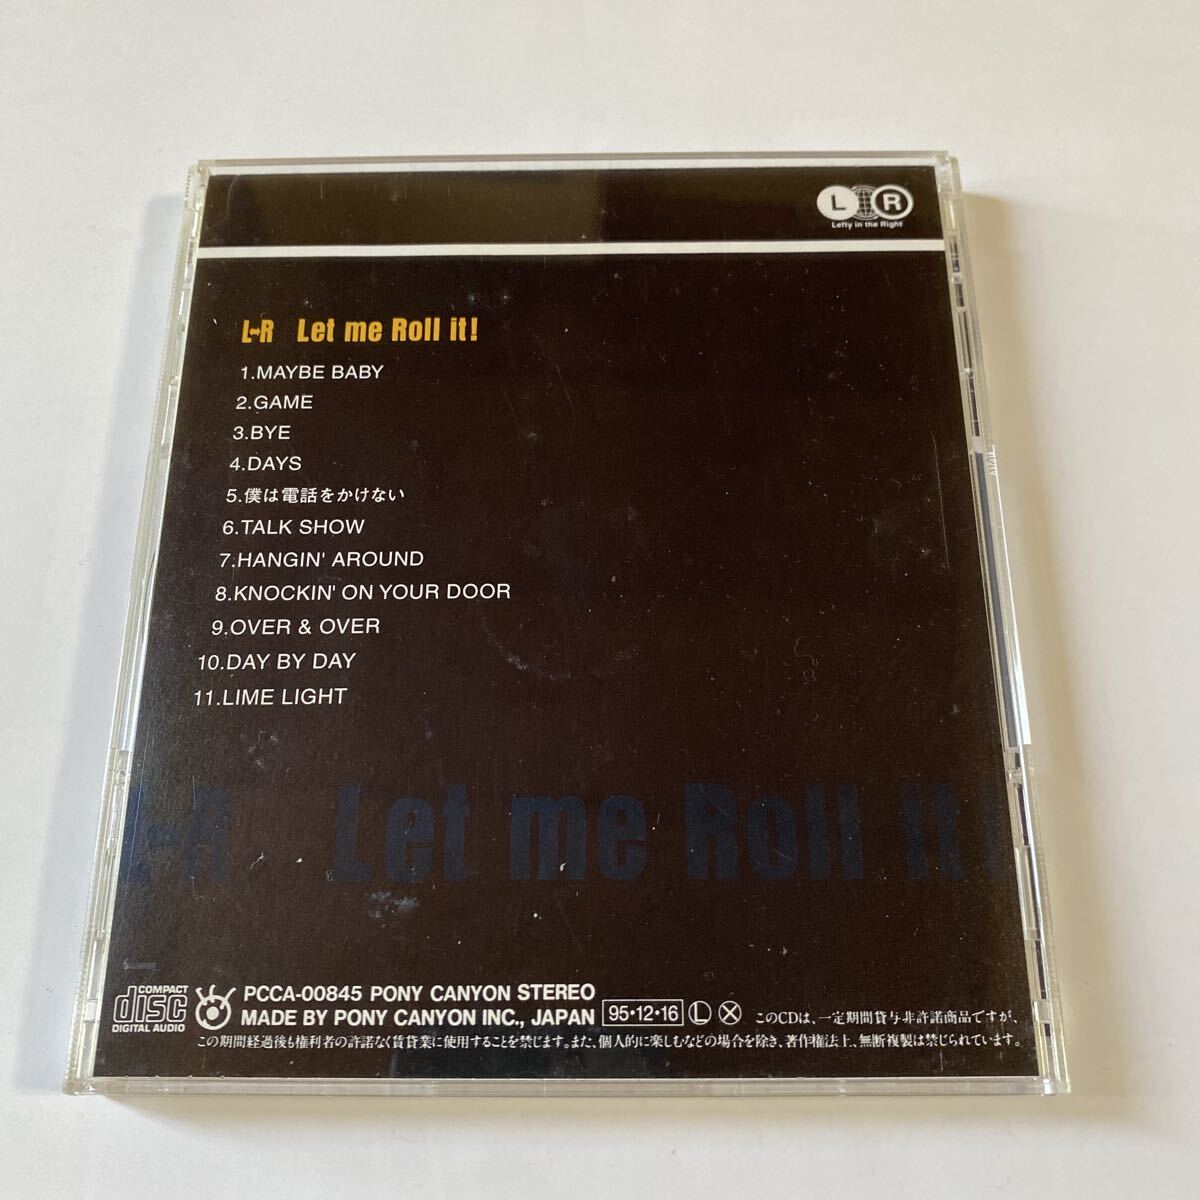 L R
Lefty in the Right
L↔R Let me Roll it!
1.MAYBE BABY
2.GAME
3.BYE
4.DAYS
5.僕は電話をかけない
6.TALK SHOW
7.HANGIN' AROUND
8.KNOCKIN' ON YOUR DOOR
9.OVER & OVER
10.DAY BY DAY
11.LIME LIGHT
L↔R Let me Roll it!
COMPACT
disc
DIGITAL AUDIO
PCCA-00845 PONY CANYON STEREO
MADE BY PONY CANYON INC., JAPAN 95・12・16 L X このCDは、一定期間貸与非許諾商品ですが、
この期間経過後も権利者の許諾なく賃貸業に使用することを禁じます。また、個人的に楽しむなどの場合を除き、著作権法上、無断複製は禁じられています。